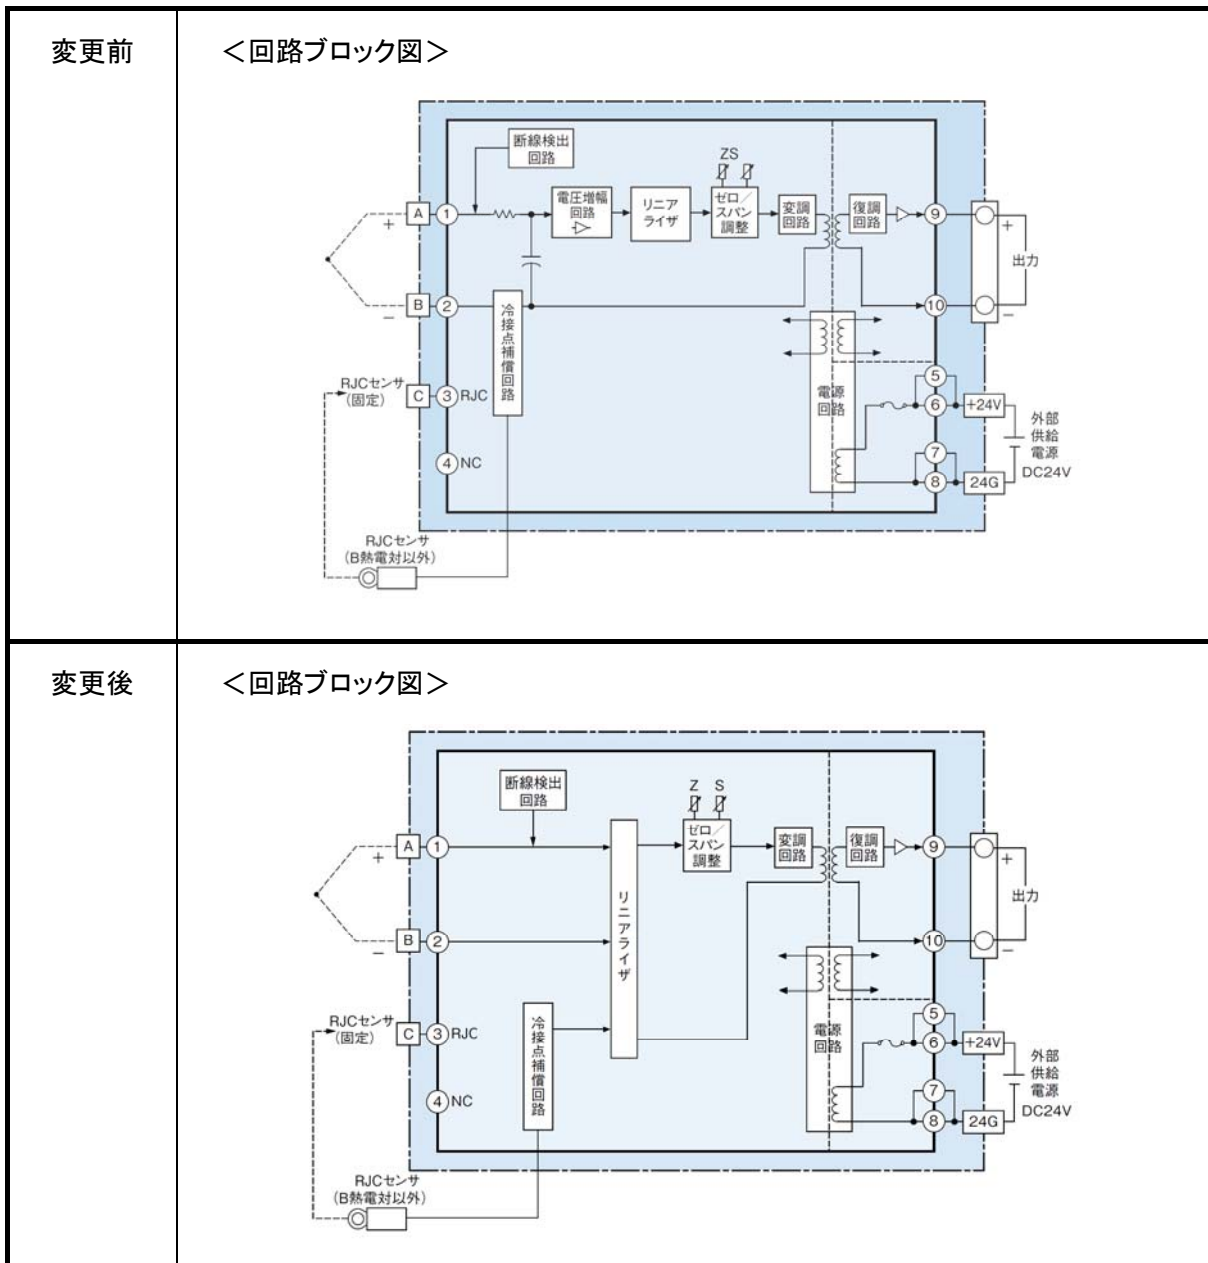 変更前
＜回路ブロック図＞
断線検出
回路
ZS
電圧増幅
回路
リニア
ライザ
ゼロ／
スパン
調整
変調
回路
復調
回路
A
1
+
9
+
出力
B
2
−
10
−
冷接点補償回路
RJCセンサ
(固定)
C
3
RJC
4
NC
電源
回路
5
6
+24V
7
8
24G
外部
供給
電源
DC24V
RJCセンサ
(B熱電対以外)
変更後
＜回路ブロック図＞
断線検出
回路
Z S
ゼロ／
スパン
調整
変調
回路
復調
回路
A
1
+
9
+
出力
リニアライザ
B
2
−
10
−
冷接点補償回路
RJCセンサ
(固定)
C
3
RJC
4
NC
電源
回路
5
6
+24V
7
8
24G
外部
供給
電源
DC24V
RJCセンサ
(B熱電対以外)